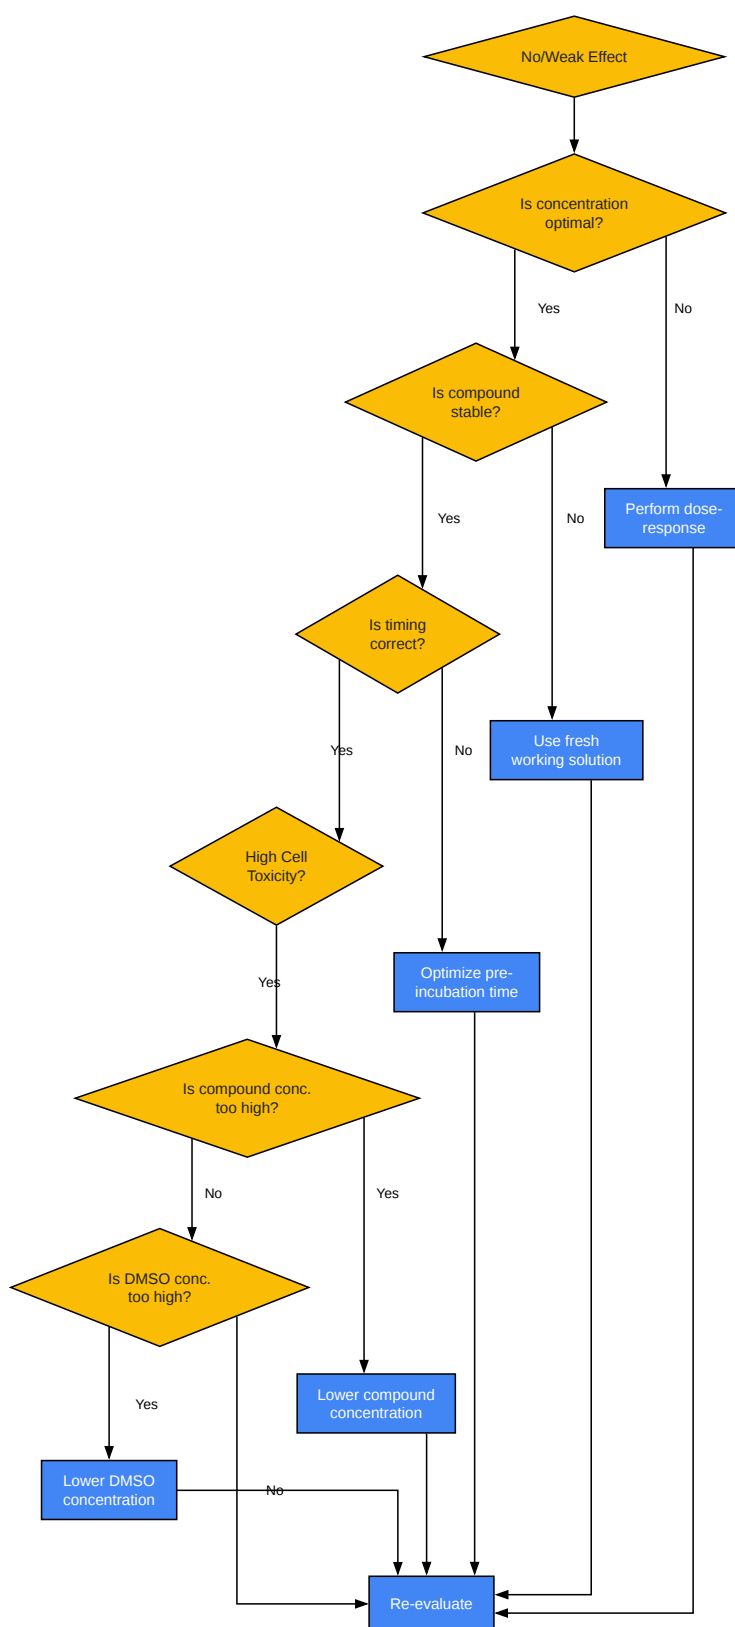 No/Weak Effect
Is concentration
optimal?
Yes
No
Is compound
stable?
Yes
No
Perform dose-
response
Is timing
correct?
Yes
No
Use fresh
working solution
High Cell
Toxicity?
Yes
Optimize pre-
incubation time
Is compound conc.
too high?
No
Yes
Is DMSO conc.
too high?
Yes
Lower compound
concentration
Lower DMSO
concentration
No
Re-evaluate